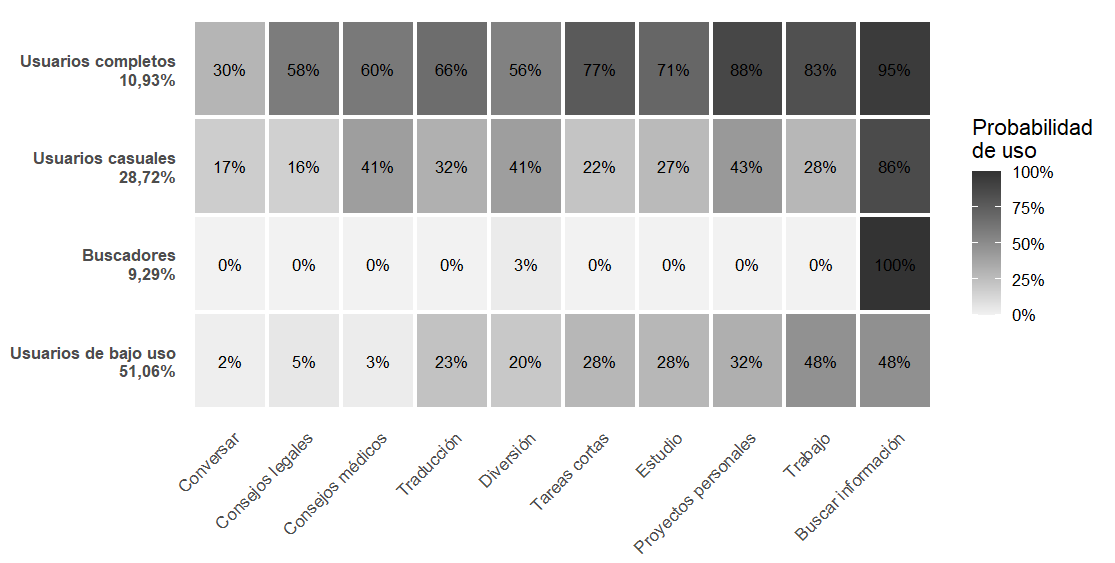 Usuarios completos
10,93%
30% 58% 60% 66% 56% 77% 71% 88% 83% 95%
Usuarios casuales
28,72%
17% 16% 41% 32% 41% 22% 27% 43% 28% 86%
Buscadores
9,29%
0% 0% 0% 0% 3% 0% 0% 0% 0% 100%
Usuarios de bajo uso
51,06%
2% 5% 3% 23% 20% 28% 28% 32% 48% 48%
Conversar
Consejos legales
Consejos médicos
Traducción
Diversión
Tareas cortas
Estudio
Proyectos personales
Trabajo
Buscar información
Probabilidad
de uso
100%
75%
50%
25%
0%